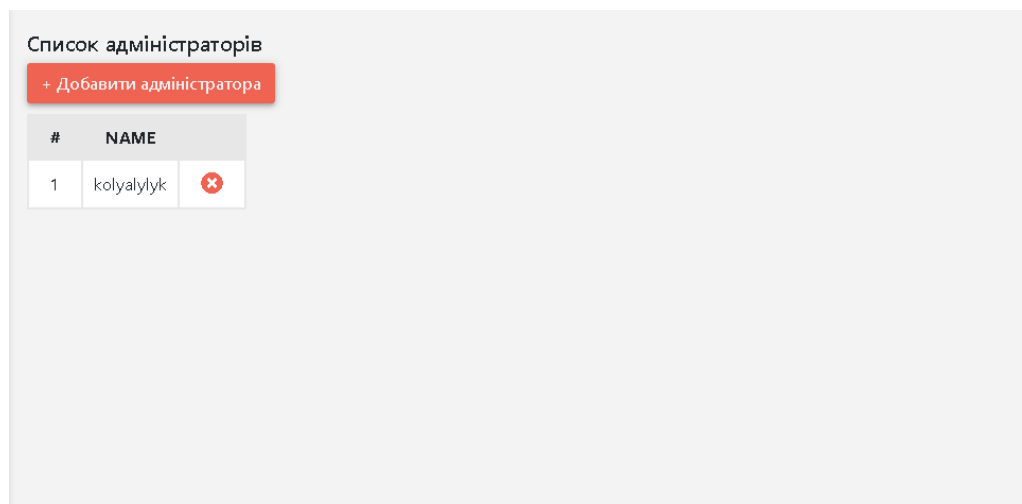 Список адміністраторів
+ Добавити адміністратора
# NAME
1 kolyalylyk